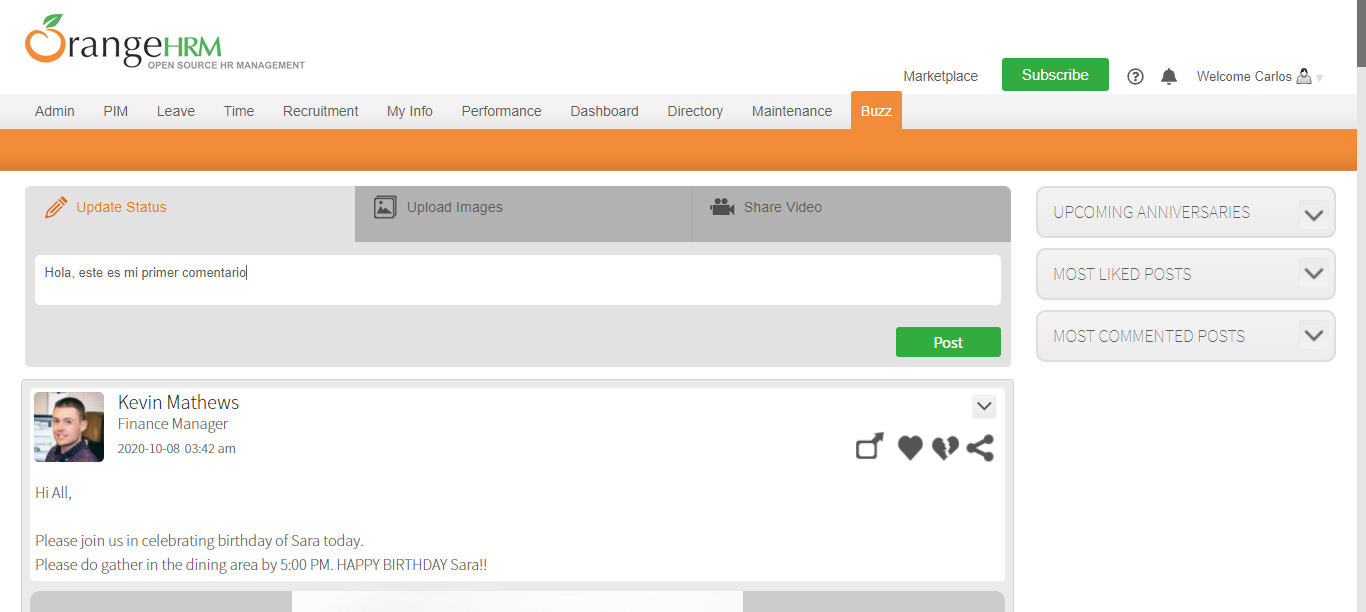 OrangeHRM
OPEN SOURCE HR MANAGEMENT
Marketplace
Subscribe
Welcome Carlos
Admin
PIM
Leave
Time
Recruitment
My Info
Performance
Dashboard
Directory
Maintenance
Buzz
Update Status
Upload Images
Share Video
Hola, este es mi primer comentario
Post
UPCOMING ANNIVERSARIES
MOST LIKED POSTS
MOST COMMENTED POSTS
Kevin Mathews
Finance Manager
2020-10-08 03:42 am
Hi All,
Please join us in celebrating birthday of Sara today.
Please do gather in the dining area by 5:00 PM. HAPPY BIRTHDAY Sara!!